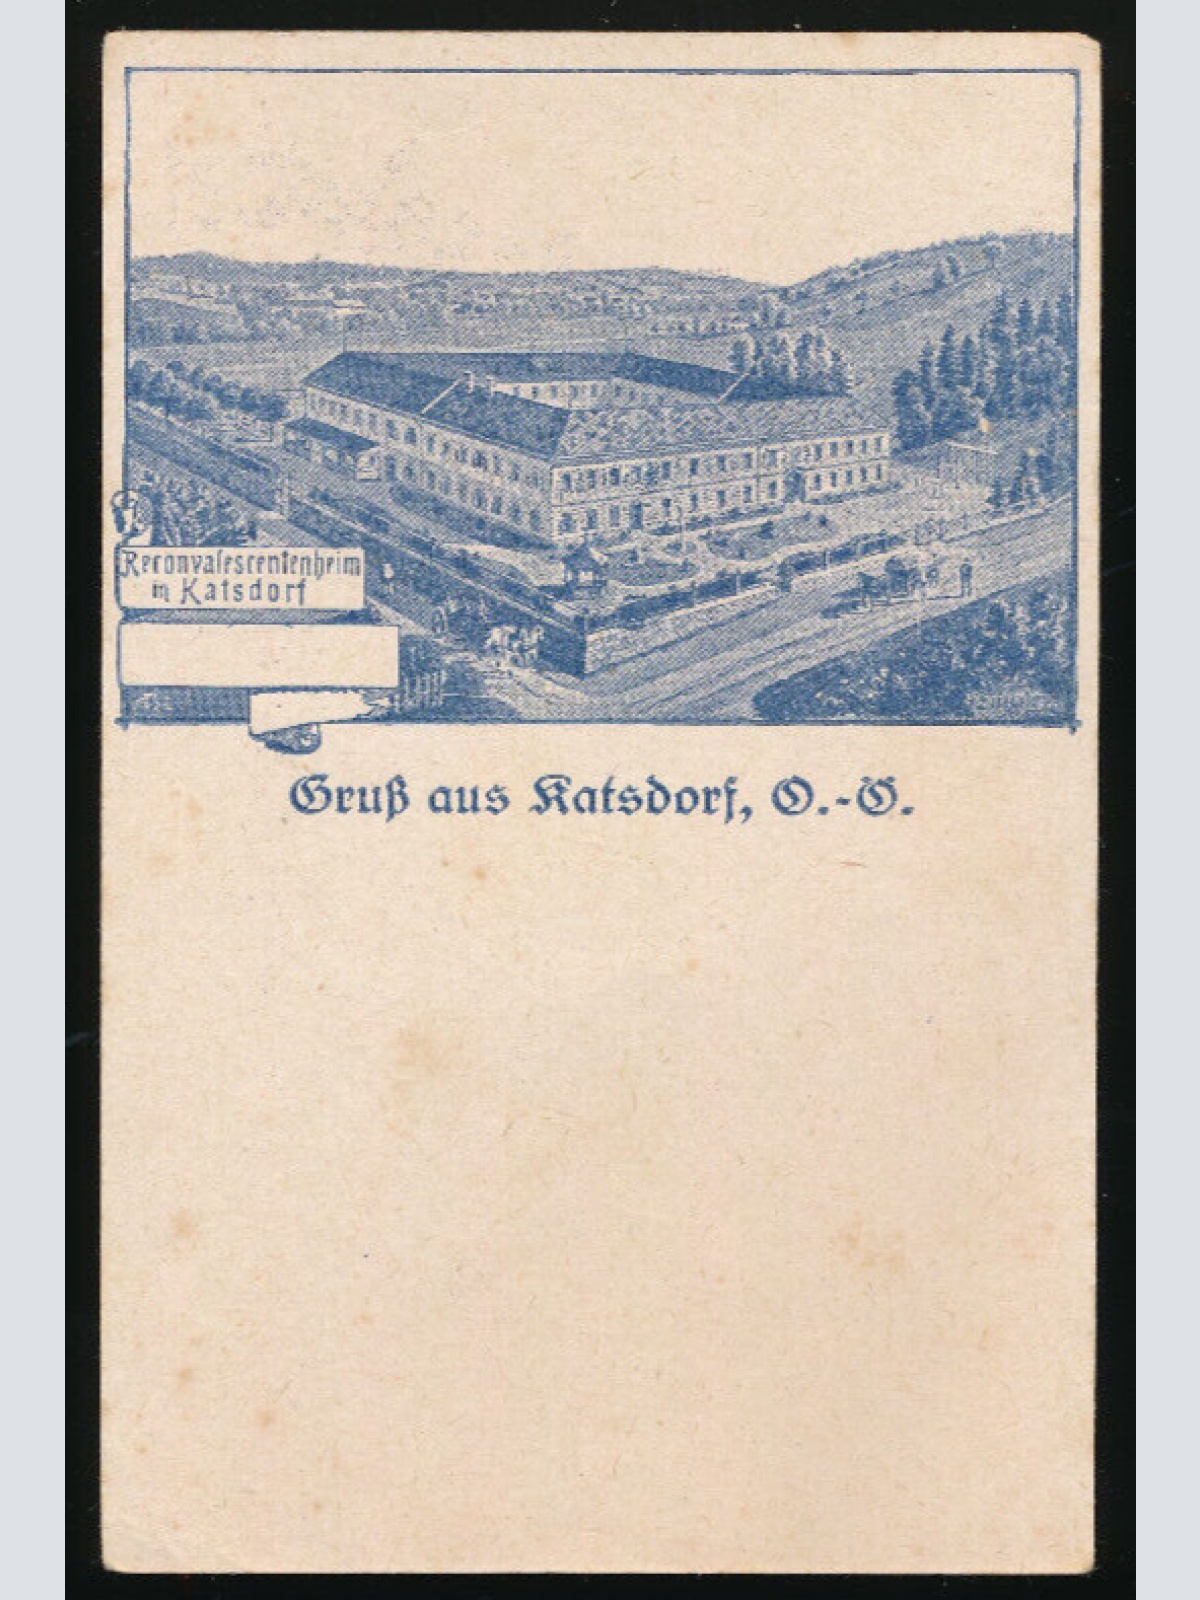 Reconvalescentenheim
in Katsdorf
Gruß aus Katsdorf, O.-Ö.